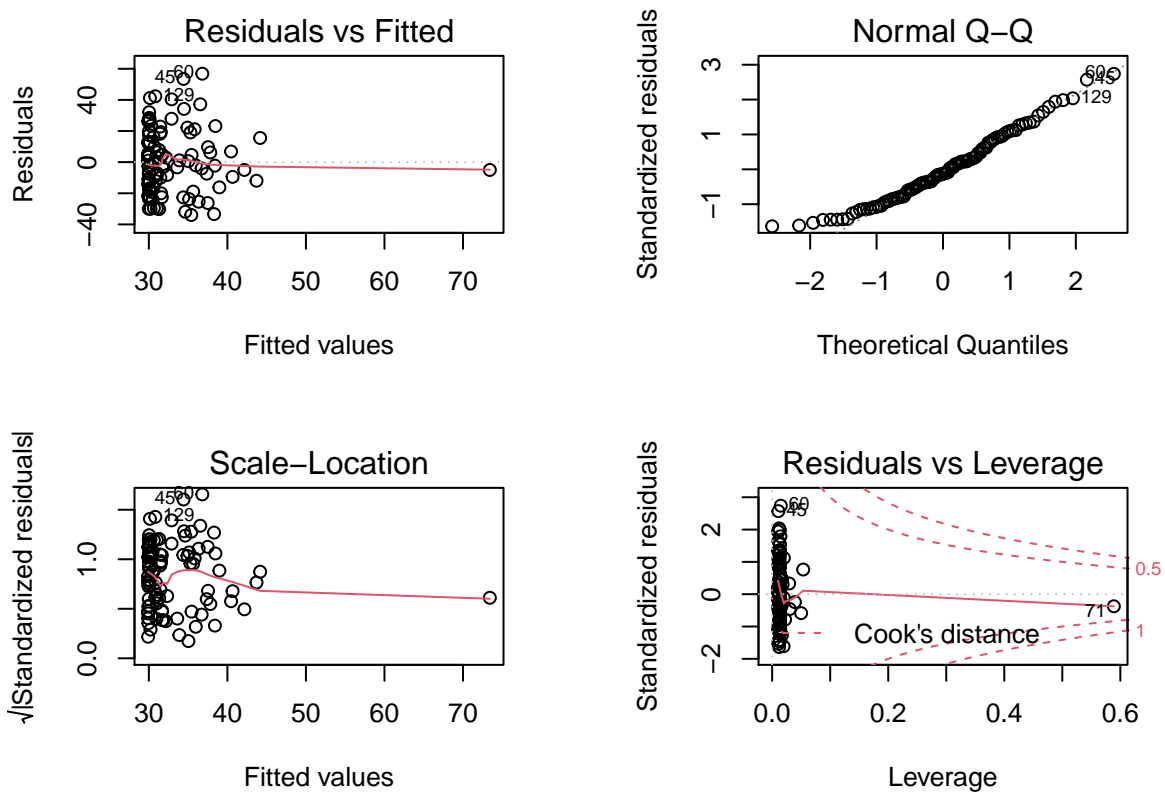 Residuals vs Fitted
Residuals
40
0
−40
45
60
129
30 40 50 60 70
Fitted values
Normal Q−Q
Standardized residuals
3
1
−1
60
45
129
−2 −1 0 1 2
Theoretical Quantiles
Scale−Location
√|Standardized residuals|
1.0
0.0
45
60
129
30 40 50 60 70
Fitted values
Residuals vs Leverage
Standardized residuals
2
0
−2
60
45
71
0.5
1
Cook's distance
0.0 0.2 0.4 0.6
Leverage